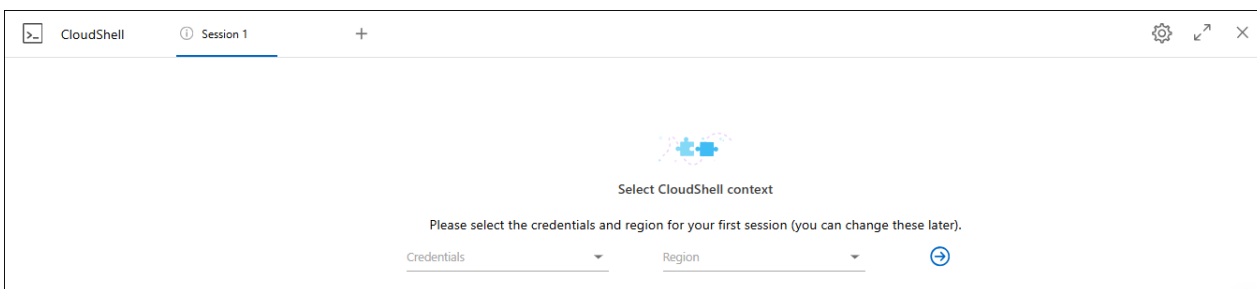 CloudShell
Session 1
Select CloudShell context
Please select the credentials and region for your first session (you can change these later).
Credentials
Region